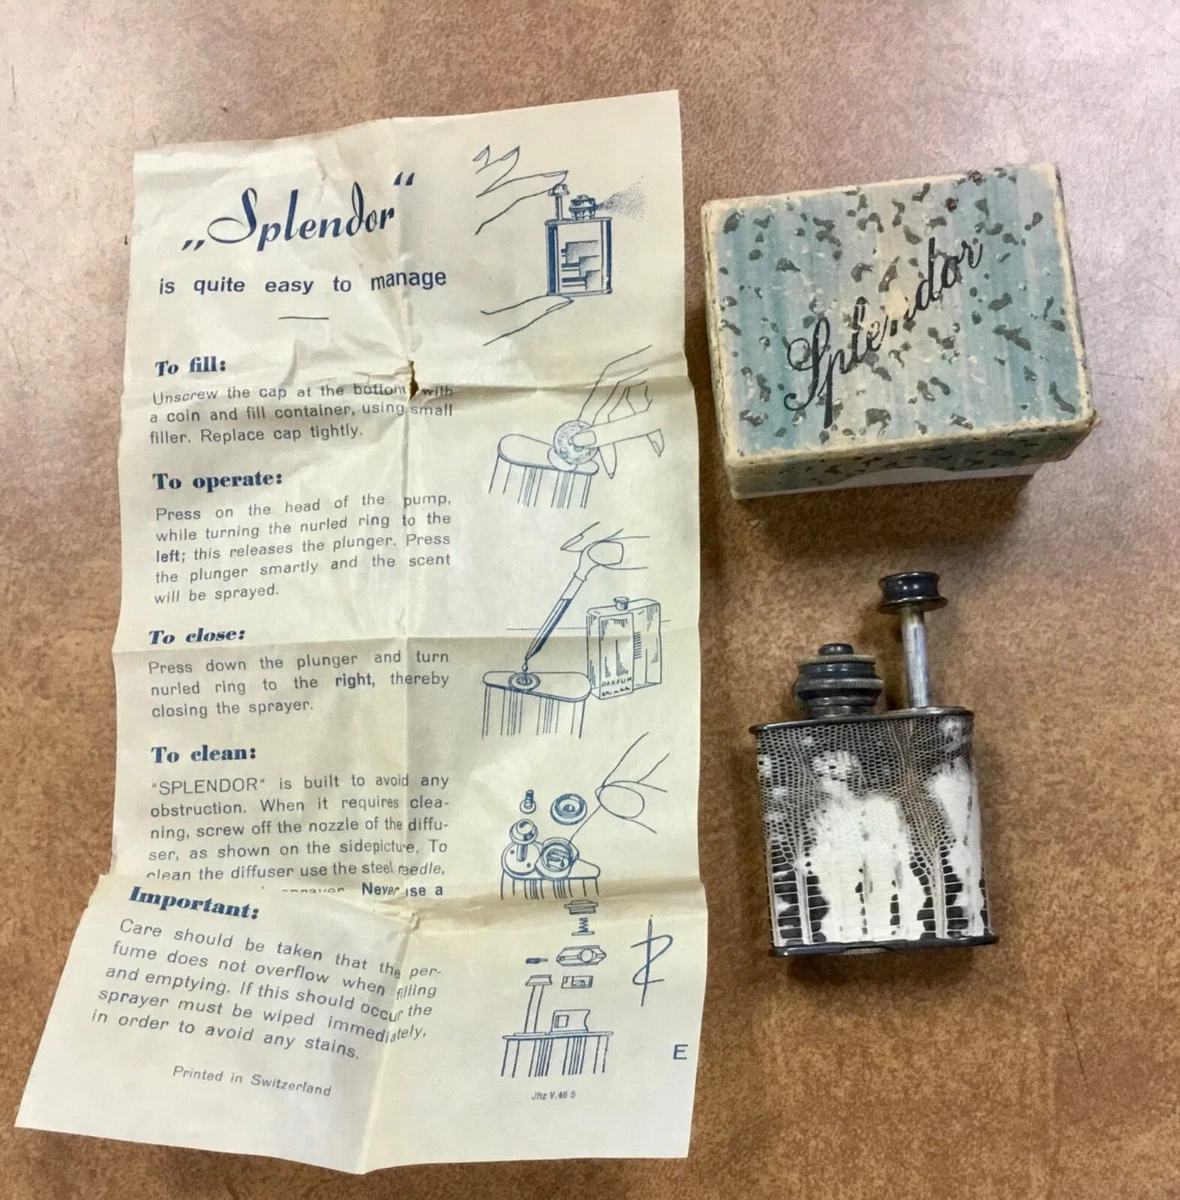 „Splendor“
is quite easy to manage
To fill:
Unscrew the cap at the bottom with
a coin and fill container, using small
filler. Replace cap tightly.
To operate:
Press on the head of the pump,
while turning the nurled ring to the
left; this releases the plunger. Press
the plunger smartly and the scent
will be sprayed.
To close:
Press down the plunger and turn
nurled ring to the right, thereby
closing the sprayer.
PARFUM
To clean:
"SPLENDOR" is built to avoid any
obstruction. When it requires clea-
ning, screw off the nozzle of the diffu-
ser, as shown on the sidepicture. To
clean the diffuser use the steel needle,
Never use a
Important:
Care should be taken that the per-
fume does not overflow when filling
and emptying. If this should occur the
sprayer must be wiped immediately,
in order to avoid any stains.
Printed in Switzerland
Jhz V.46 5
E
Splendor